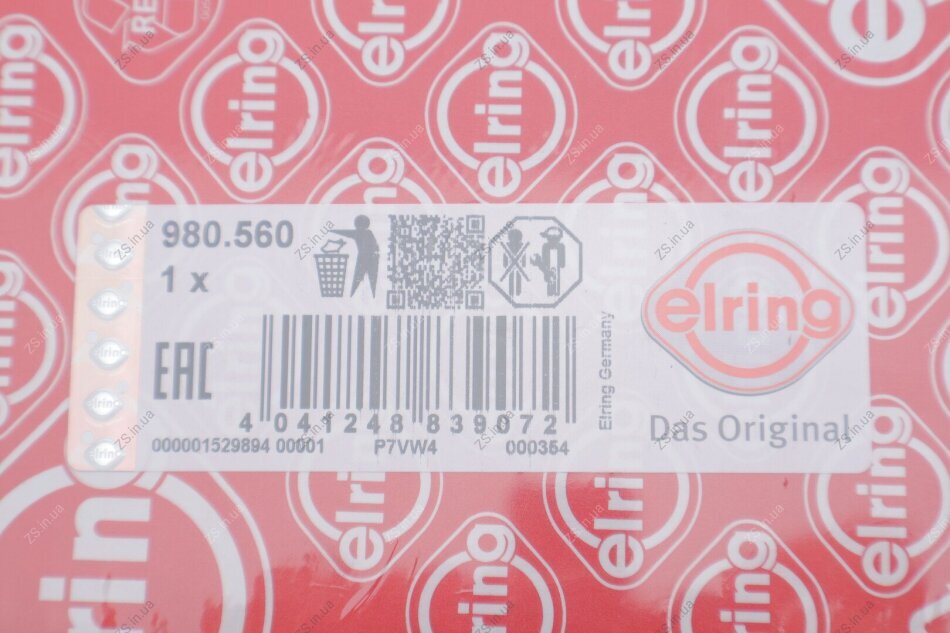 980.560
1 x
EAC
4 041248 839072
000001529894 00001 P7VW4 000354
Elring Germany
elring
Das Original